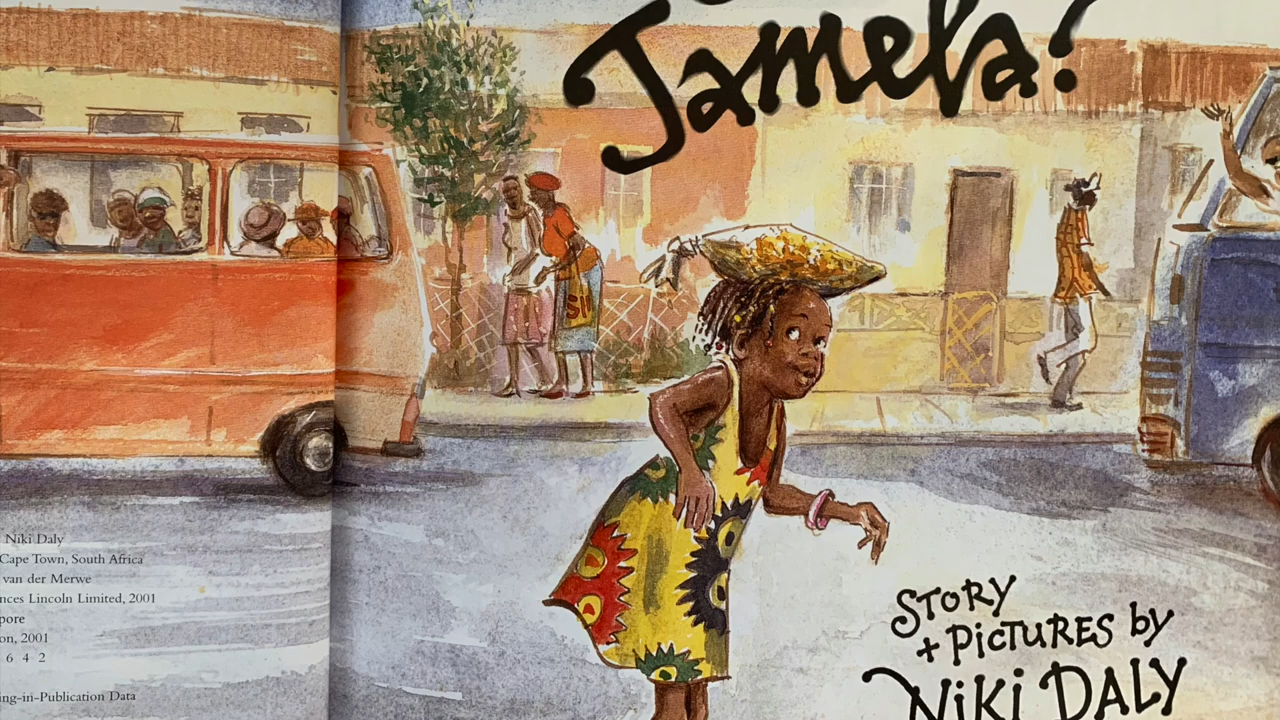 Jamela?
SI
Niki Daly
Cape Town, South Africa
van der Merwe
nces Lincoln Limited, 2001
pore
on, 2001
6 4 2
ing-in-Publication Data
STORY
+ PICTURES by
NIKI DALY